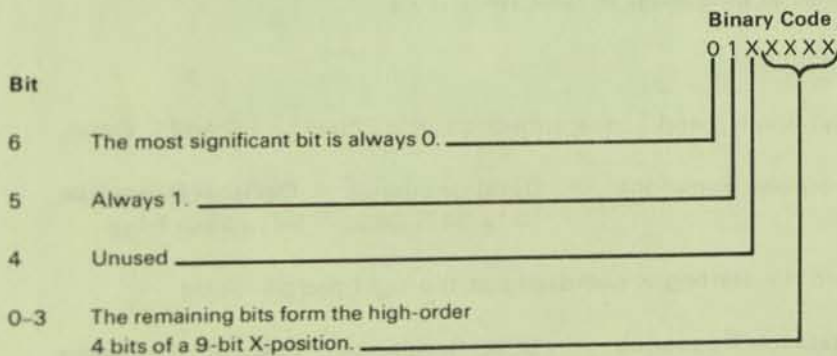 Binary Code
0 1 X X X X X
Bit
6 The most significant bit is always 0.
5 Always 1.
4 Unused
0–3 The remaining bits form the high-order
4 bits of a 9-bit X-position.